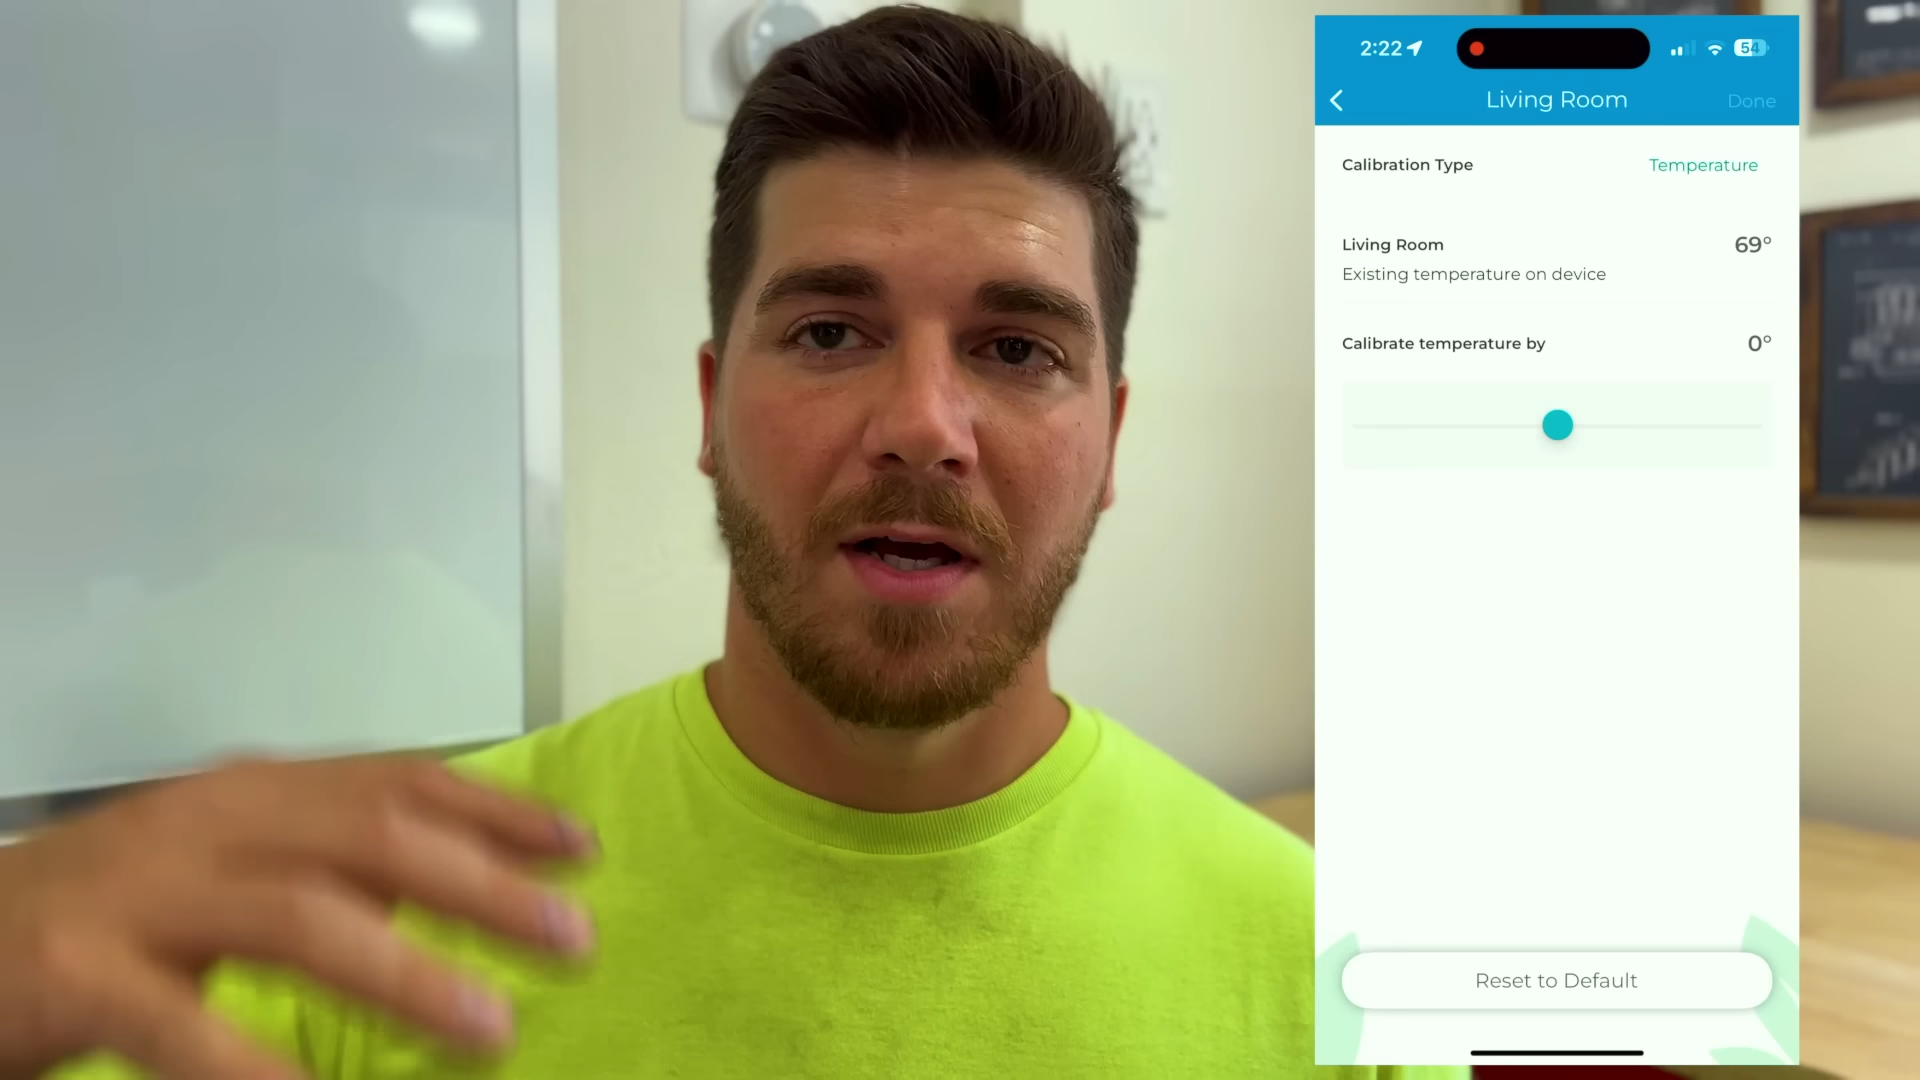 2:22
54
Living Room
Done
Calibration Type
Temperature
Living Room
69°
Existing temperature on device
Calibrate temperature by
0°
Reset to Default